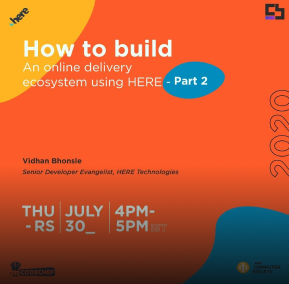 here
How to build
An online delivery
ecosystem using HERE - Part 2
2020
Vidhan Bhonsle
Senior Developer Evangelist, HERE Technologies
THU JULY 4PM-
- RS 30_ 5PM IST